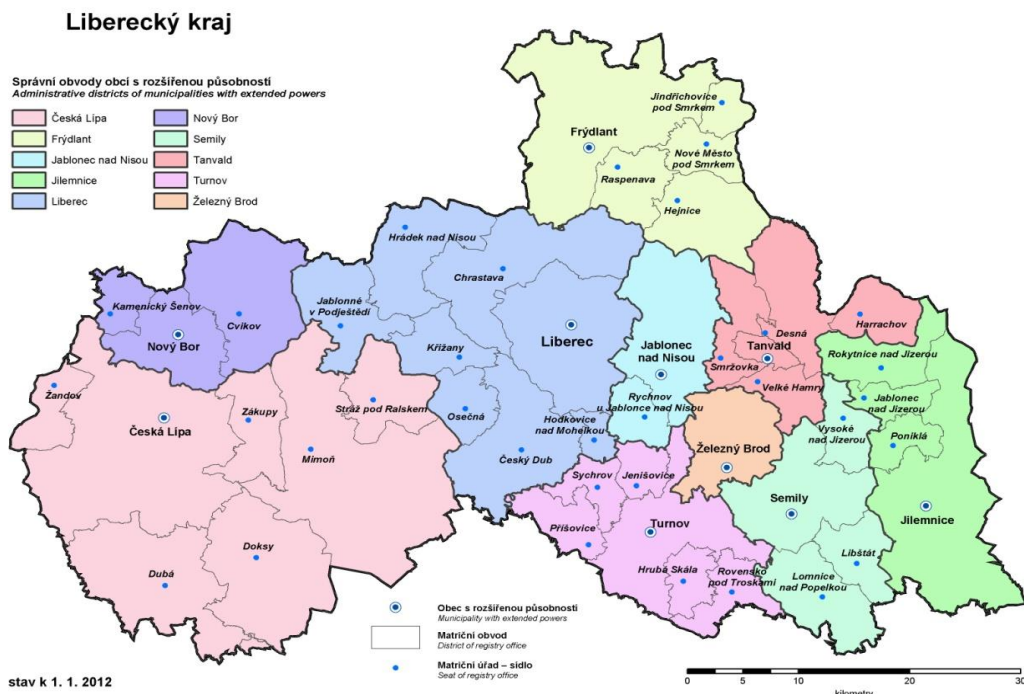 Liberecký kraj
Správní obvody obcí s rozšířenou působností
Administrative districts of municipalities with extended powers
Česká Lípa
Nový Bor
Frýdlant
Semily
Jablonec nad Nisou
Tanvald
Jilemnice
Turnov
Liberec
Železný Brod
Jindřichovice
pod Smrkem
Frýdlant
Nové Město
pod Smrkem
Raspenava
Hejnice
Hrádek nad Nisou
Chrastava
Jablonné
v Podještědí
Kamenický Šenov
Cvikov
Nový Bor
Liberec
Křížany
Jablonec
nad Nisou
Desná
Tanvald
Harrachov
Rokytnice nad Jizerou
Smržovka
Velké Hamry
Žandov
Stráž pod Ralskem
Zákupy
Česká Lípa
Osečná
Rychnov
u Jablonce nad Nisou
Jablonec
nad Jizerou
Hodkovice
nad Mohelkou
Vysoké
nad Jizerou
Poniklá
Mimoň
Český Dub
Železný Brod
Sychrov
Jenišovice
Semily
Turnov
Jilemnice
Příšovice
Doksy
Dubá
Hrubá Skála
Rovensko
pod Troskami
Libštát
Lomnice
nad Popelkou
Obec s rozšířenou působností
Municipality with extended powers
Matriční obvod
District of registry office
Matriční úřad – sídlo
Seat of registry office
stav k 1. 1. 2012
0 5 10 20 30
kilometry